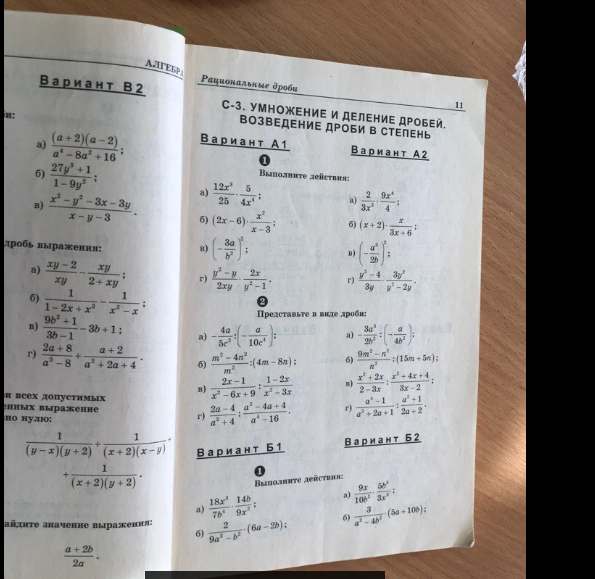 АЛГЕБРА
Вариант В2
а) (a + 2)(a − 2) / (a⁴ − 8a² + 16);
б) (27y³ + 1) / (1 − 9y²);
в) (x² − y² − 3x − 3y) / (x − y − 3)
дробь выражения:
а) (xy − 2)/(xy) − (xy)/(2 + xy);
б) 1/(1 − 2x + x²) − 1/(x² − x);
в) (9b² + 1)/(3b − 1) − 3b + 1;
г) (2a + 8)/(a³ − 8) + (a + 2)/(a² + 2a + 4).
и всех допустимых
выражение
но нулю:
1/((y − x)(y + 2)) + 1/((x + 2)(x − y)) +
+ 1/((x + 2)(y + 2)).
айдите значение выражения:
(a + 2b)/(2a).
Рациональные дроби 11
С-3. УМНОЖЕНИЕ И ДЕЛЕНИЕ ДРОБЕЙ.
ВОЗВЕДЕНИЕ ДРОБИ В СТЕПЕНЬ
Вариант А1 Вариант А2
1
Выполните действия:
а) 12x³/25 · 5/(4x⁴); а) 2/(3x³) · 9x⁴/4;
б) (2x − 6) · x²/(x − 3); б) (x + 2) · x/(3x + 6);
в) (−3a/b²)²; в) (−a²/(2b))²;
г) (y² − y)/(2xy) · 2x/(y² − 1). г) (y² − 4)/(3y) · 3y²/(y² − 2y)
2
Представьте в виде дроби:
а) −4a/(5c²) : (−a/(10c⁴)); а) −3a³/(2b²) : (−a/(4b²));
б) (m² − 4n²)/m² : (4m − 8n); б) (9m² − n²)/n² : (15m + 5n);
в) (2x − 1)/(x² − 6x + 9) : (1 − 2x)/(x² − 3x) в) (x² + 2x)/(2 − 3x) : (x² + 4x + 4)/(3x − 2)
г) (2a − 4)/(a² + 4) : (a² − 4a + 4)/(a⁴ − 16). г) (a⁴ − 1)/(a² + 2a + 1) : (a² + 1)/(2a + 2).
Вариант Б1 Вариант Б2
1
Выполните действия:
а) 18x³/(7b⁴) · 14b/(9x²); а) 9x/(10b³) · 5b²/(3x²);
б) 2/(9a² − b²) · (6a − 2b); б) 3/(a² − 4b²) · (5a + 10b);